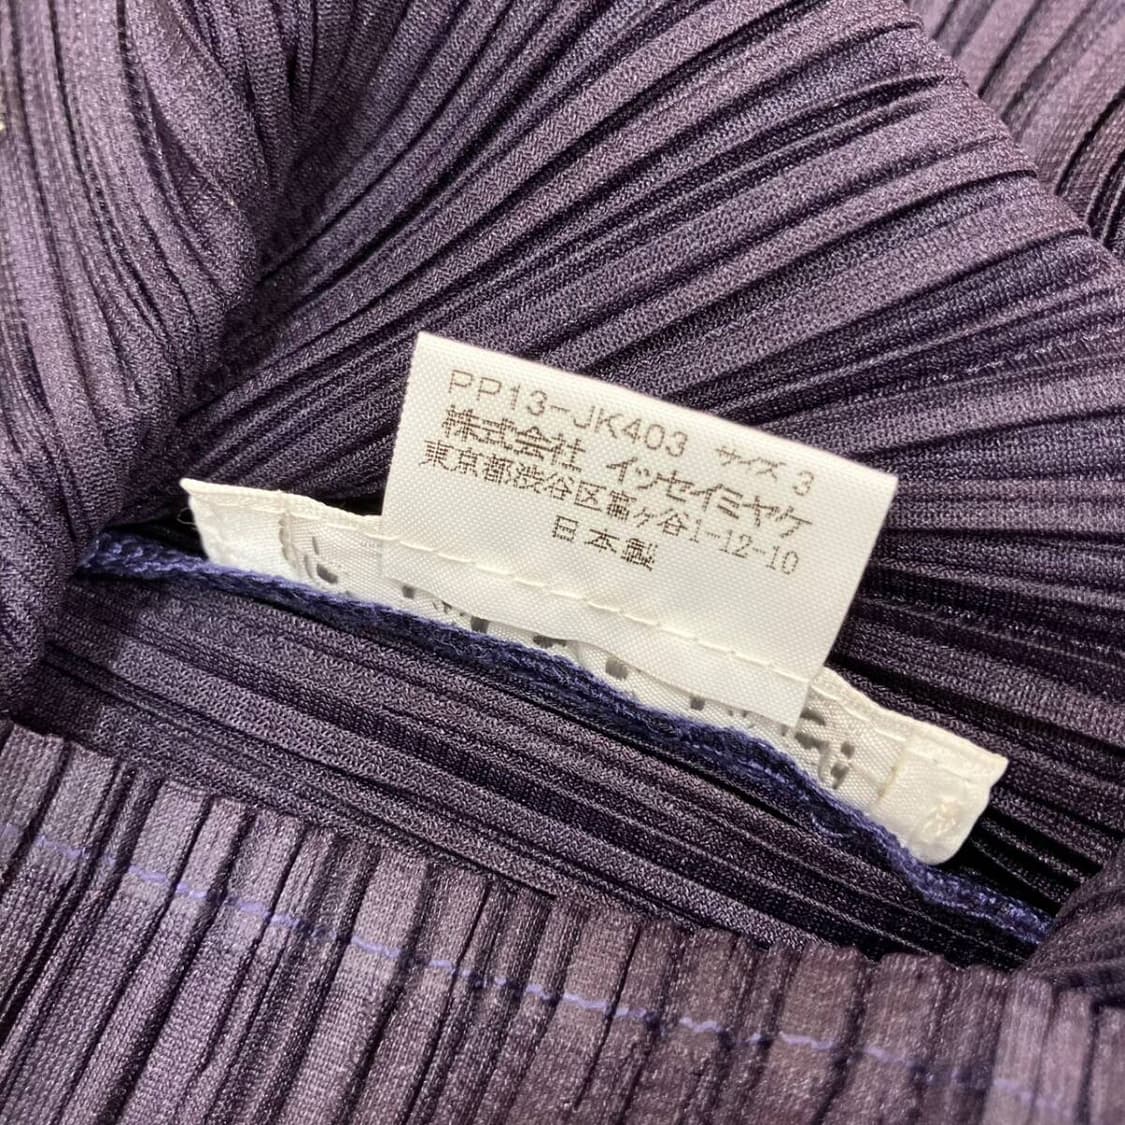 PP13-JK403 サイズ 3
株式会社 イッセイミヤケ
東京都渋谷区富ヶ谷1-12-10
日本製